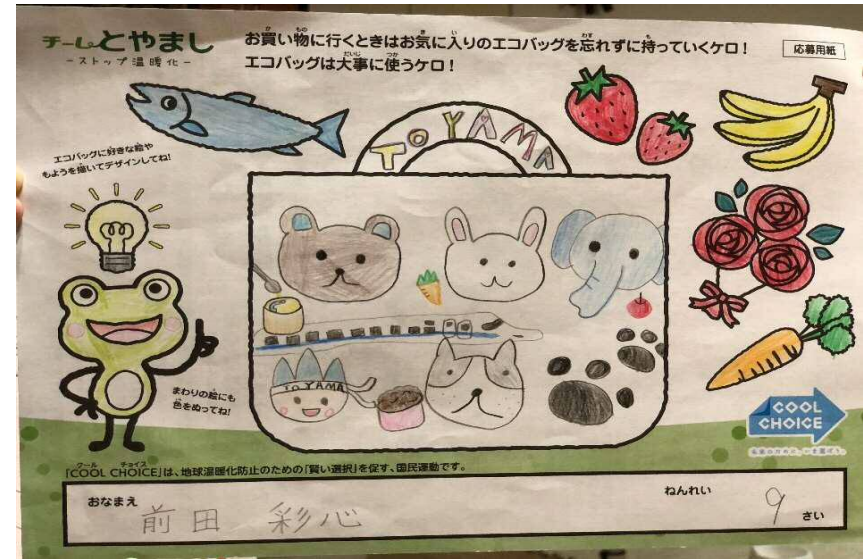 チームとやまし
-ストップ温暖化-
お買い物に行くときはお気に入りのエコバッグを忘れずに持っていくケロ!
エコバッグは大事に使うケロ!
応募用紙
エコバッグに好きな絵や
もようを描いてデザインしてね!
TOYAMA
TOYAMA
まわりの絵にも
色をぬってね!
COOL
CHOICE
「COOL CHOICE」は、地球温暖化防止のための「賢い選択」を促す、国民運動です。
おなまえ
前田 彩心
ねんれい
9
さい